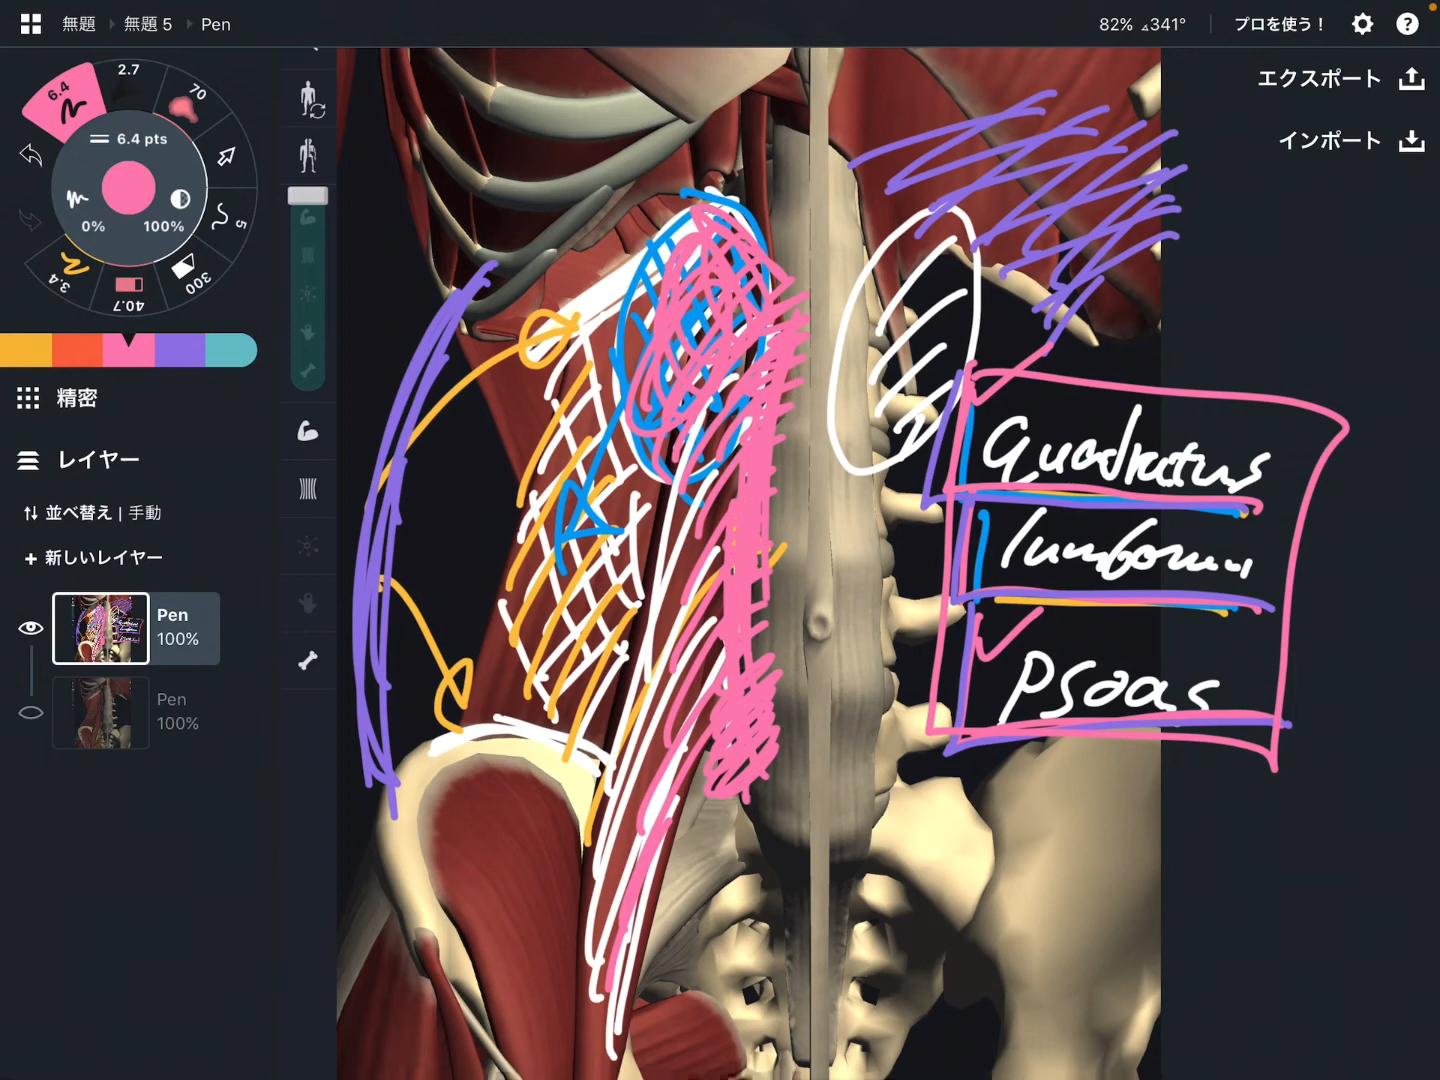 無題 無題 5 Pen
82% ⊿341° プロを使う!
エクスポート
インポート
6.4
2.7
70
5
300
40.7
3.4
6.4 pts
0% 100%
精密
レイヤー
並べ替え | 手動
+ 新しいレイヤー
Pen
100%
Pen
100%
Quadratus
lumborum
Psoas